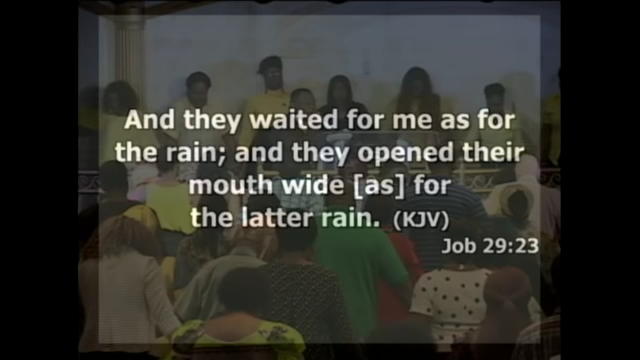 And they waited for me as for
the rain; and they opened their
mouth wide [as] for
the latter rain. (KJV)
Job 29:23